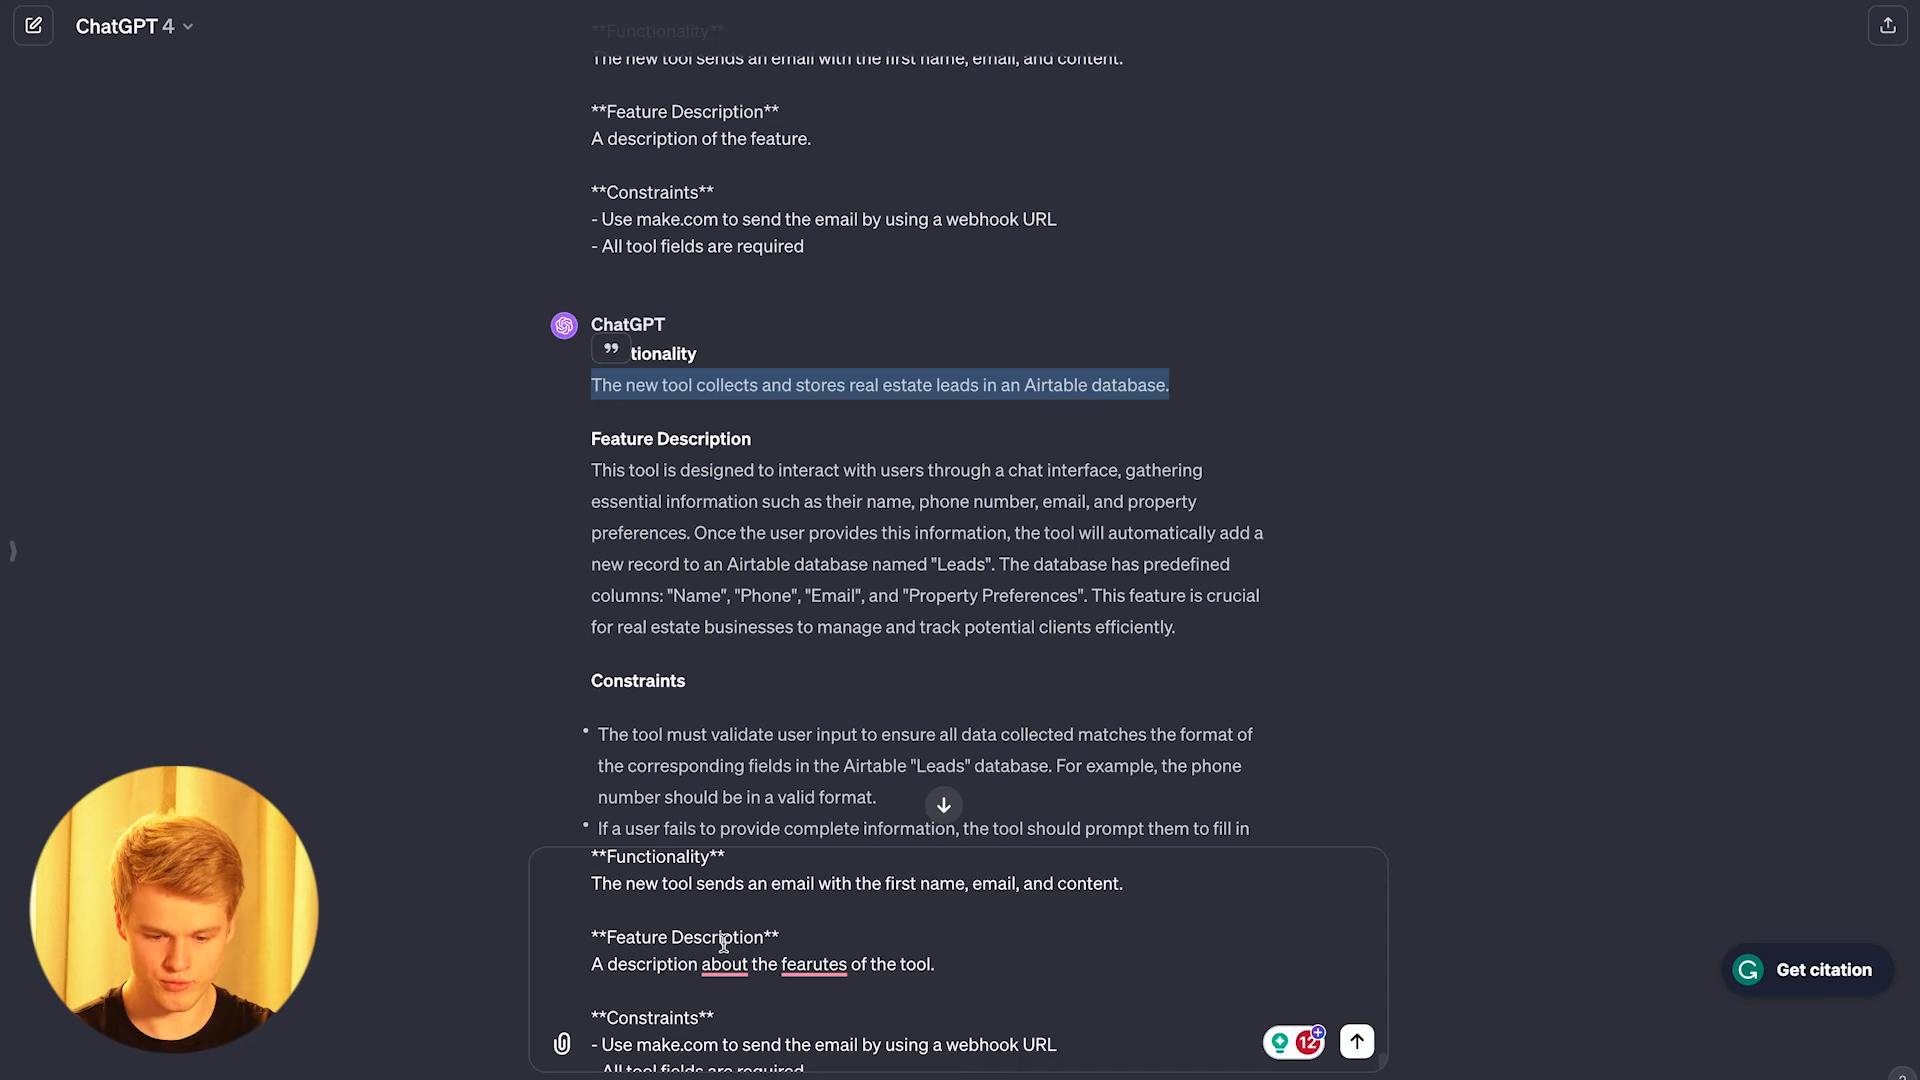 ChatGPT 4
**Functionality**
The new tool sends an email with the first name, email, and content.
**Feature Description**
A description of the feature.
**Constraints**
- Use make.com to send the email by using a webhook URL
- All tool fields are required
ChatGPT
tionality
The new tool collects and stores real estate leads in an Airtable database.
Feature Description
This tool is designed to interact with users through a chat interface, gathering
essential information such as their name, phone number, email, and property
preferences. Once the user provides this information, the tool will automatically add a
new record to an Airtable database named "Leads". The database has predefined
columns: "Name", "Phone", "Email", and "Property Preferences". This feature is crucial
for real estate businesses to manage and track potential clients efficiently.
Constraints
• The tool must validate user input to ensure all data collected matches the format of
the corresponding fields in the Airtable "Leads" database. For example, the phone
number should be in a valid format.
• If a user fails to provide complete information, the tool should prompt them to fill in
**Functionality**
The new tool sends an email with the first name, email, and content.
**Feature Description**
A description about the fearutes of the tool.
**Constraints**
- Use make.com to send the email by using a webhook URL
- All tool fields are required
12
Get citation